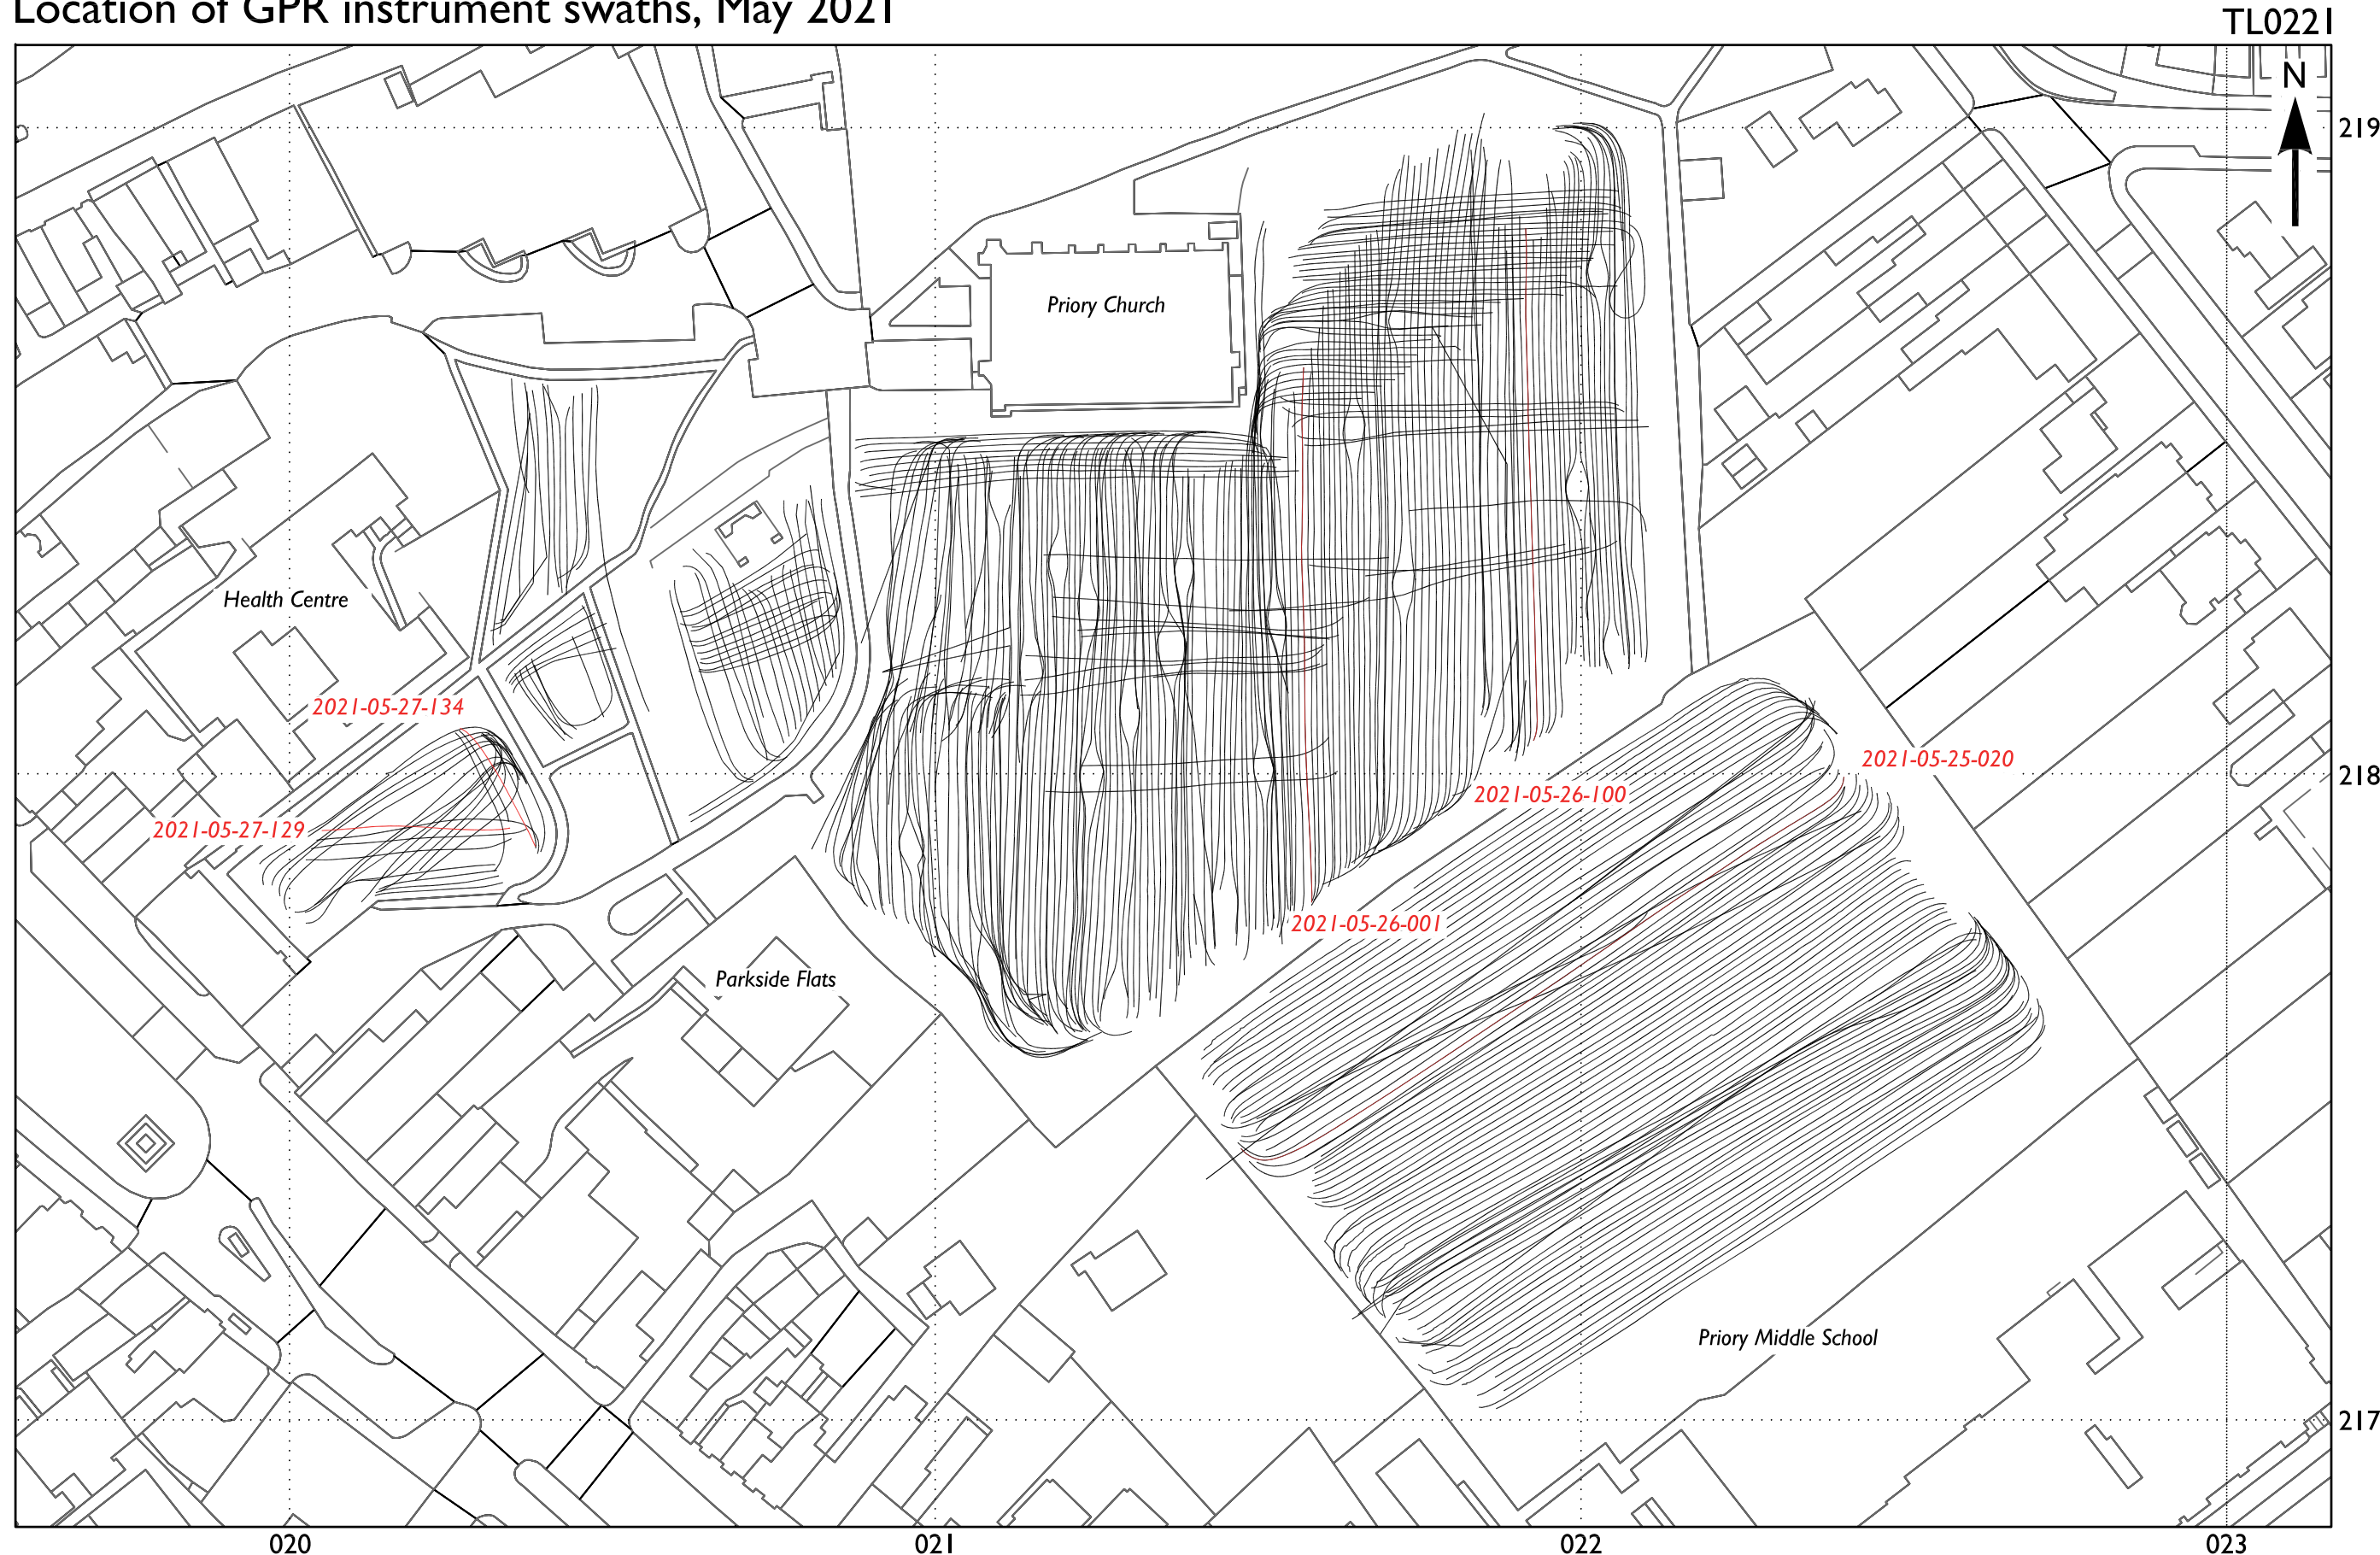 Location of GPR instrument swaths, May 2021
TL0221
N
219
Priory Church
Health Centre
2021-05-27-134
2021-05-25-020
218
2021-05-26-100
2021-05-27-129
2021-05-26-001
Parkside Flats
Priory Middle School
217
020
021
022
023